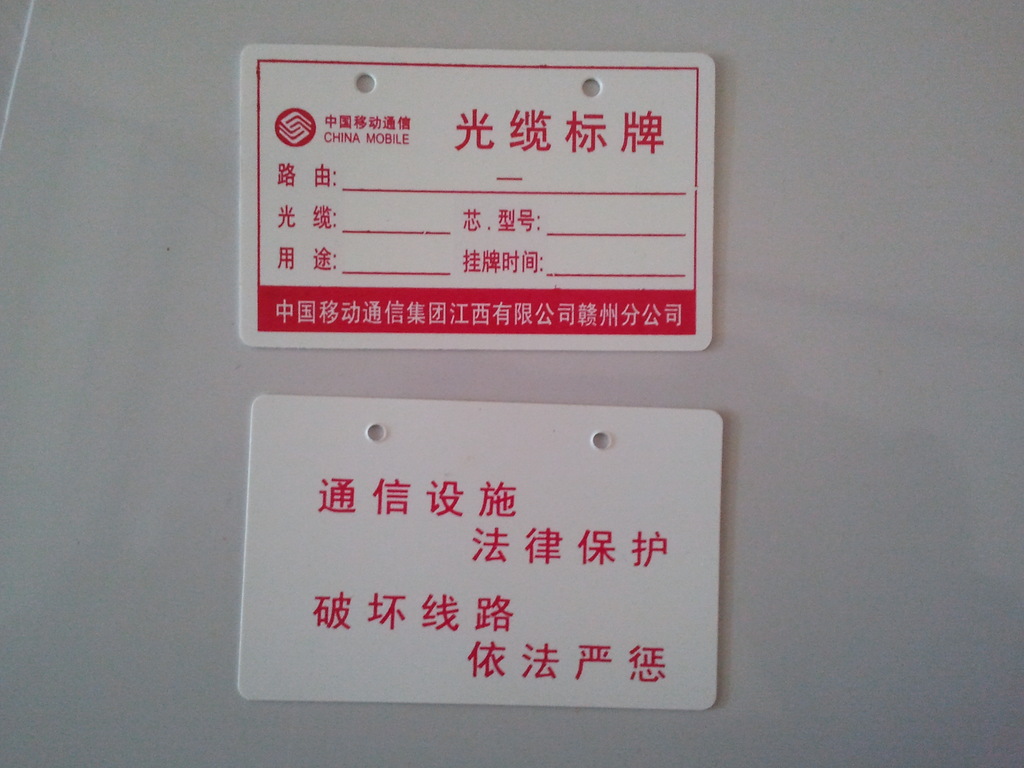 中国移动通信
CHINA MOBILE
光缆标牌
路由: —
光缆: 芯.型号:
用途: 挂牌时间:
中国移动通信集团江西有限公司赣州分公司
通信设施
法律保护
破坏线路
依法严惩